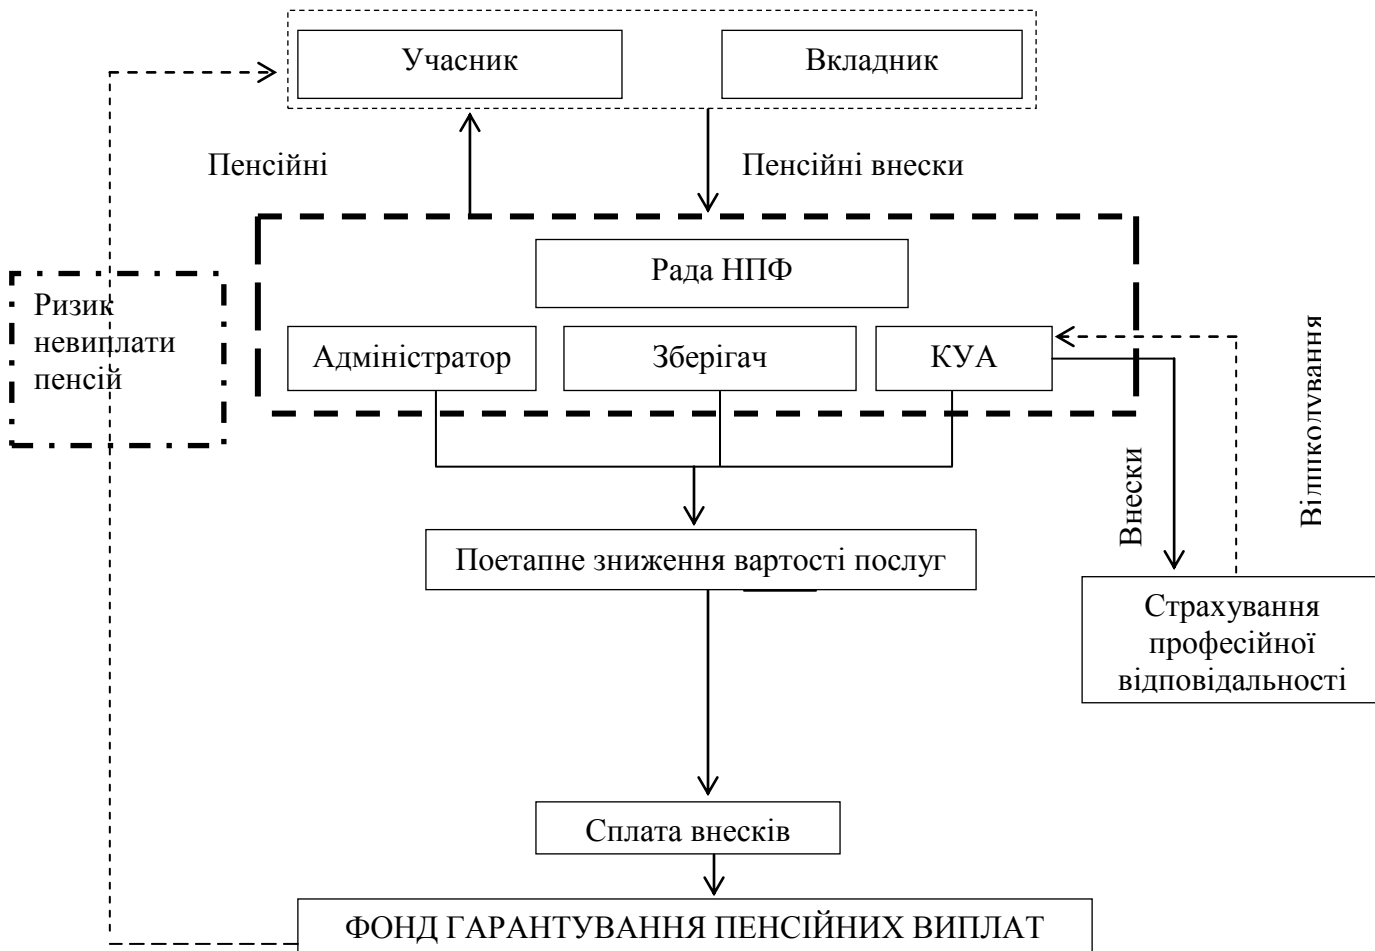 Учасник
Вкладник
Пенсійні
Пенсійні внески
Рада НПФ
Ризик
невиплати
пенсій
Адміністратор
Зберігач
КУА
Внески
Поетапне зниження вартості послуг
Страхування
професійної
відповідальності
Сплата внесків
ФОНД ГАРАНТУВАННЯ ПЕНСІЙНИХ ВИПЛАТ